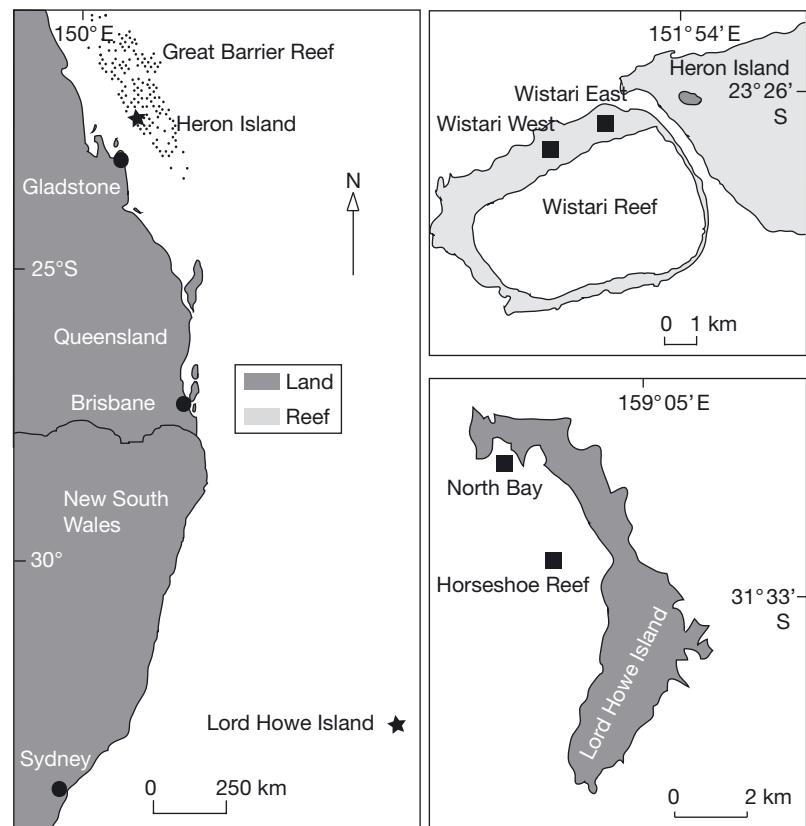 150°E
Great Barrier Reef
Heron Island
Gladstone
N
25°S
Queensland
Land
Reef
Brisbane
New South
Wales
30°
Lord Howe Island
Sydney
0 250 km
151°54’E
Heron Island
23°26’
S
Wistari East
Wistari West
Wistari Reef
0 1 km
159°05’E
North Bay
Horseshoe Reef
31°33’
S
Lord Howe Island
0 2 km